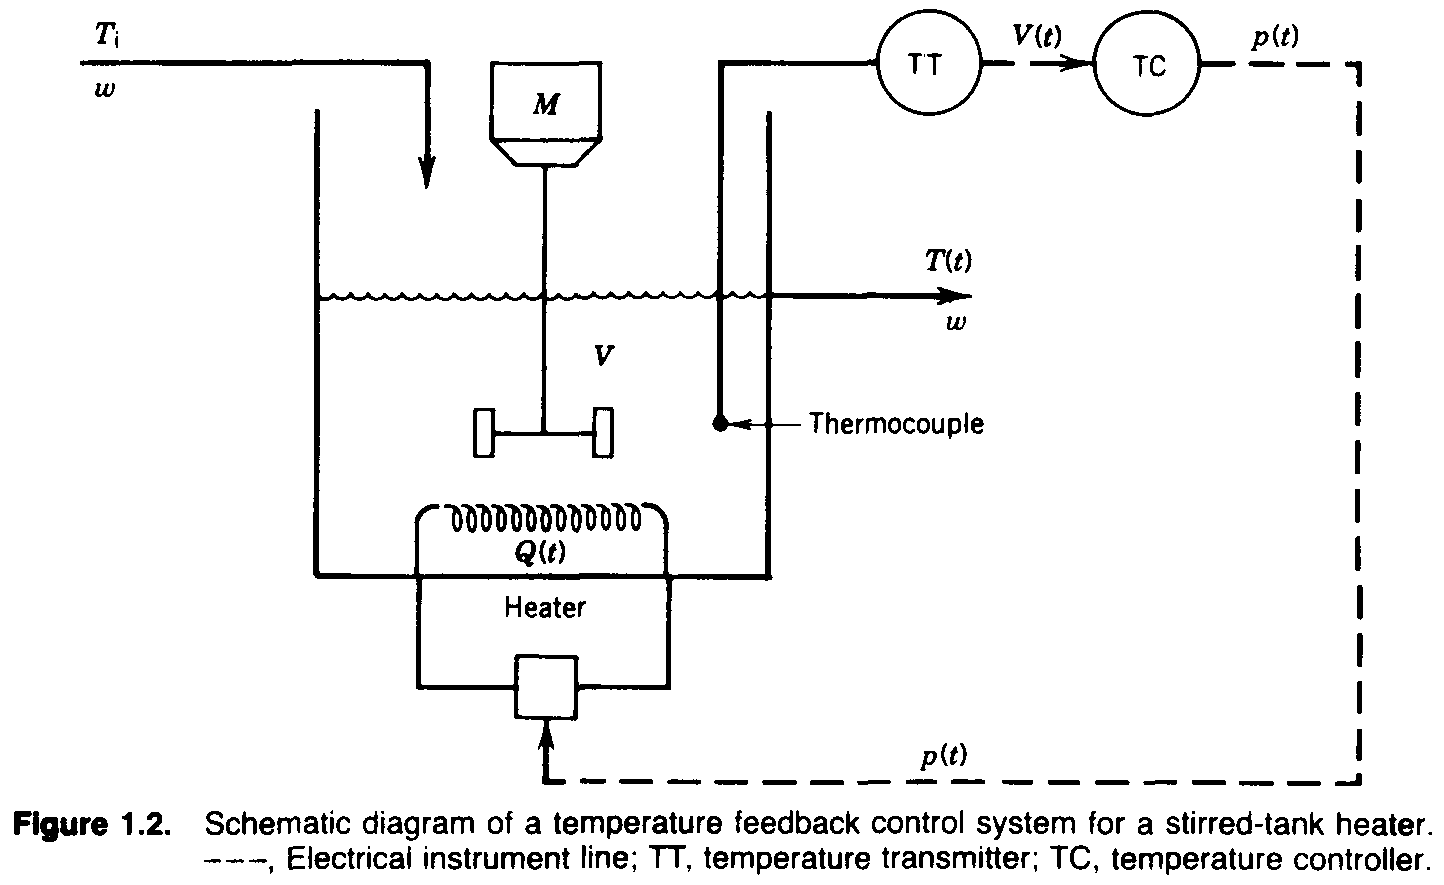 T_i
w
M
TT
V(t)
TC
p(t)
T(t)
w
V
Thermocouple
Q(t)
Heater
p(t)
Figure 1.2. Schematic diagram of a temperature feedback control system for a stirred-tank heater.
---, Electrical instrument line; TT, temperature transmitter; TC, temperature controller.